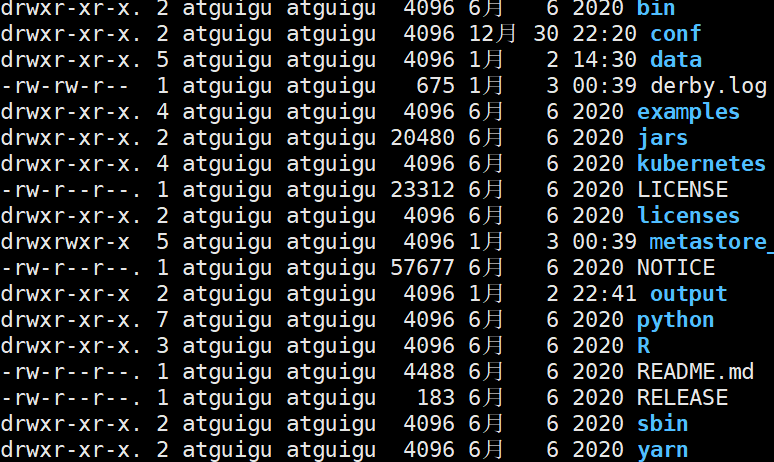 drwxr-xr-x. 2 atguigu atguigu  4096 6月   6 2020 bin
drwxr-xr-x. 2 atguigu atguigu  4096 12月 30 22:20 conf
drwxr-xr-x. 5 atguigu atguigu  4096 1月   2 14:30 data
-rw-rw-r--  1 atguigu atguigu   675 1月   3 00:39 derby.log
drwxr-xr-x. 4 atguigu atguigu  4096 6月   6 2020 examples
drwxr-xr-x. 2 atguigu atguigu 20480 6月   6 2020 jars
drwxr-xr-x. 4 atguigu atguigu  4096 6月   6 2020 kubernetes
-rw-r--r--. 1 atguigu atguigu 23312 6月   6 2020 LICENSE
drwxr-xr-x. 2 atguigu atguigu  4096 6月   6 2020 licenses
drwxrwxr-x  5 atguigu atguigu  4096 1月   3 00:39 metastore_
-rw-r--r--. 1 atguigu atguigu 57677 6月   6 2020 NOTICE
drwxr-xr-x  2 atguigu atguigu  4096 1月   2 22:41 output
drwxr-xr-x. 7 atguigu atguigu  4096 6月   6 2020 python
drwxr-xr-x. 3 atguigu atguigu  4096 6月   6 2020 R
-rw-r--r--. 1 atguigu atguigu  4488 6月   6 2020 README.md
-rw-r--r--. 1 atguigu atguigu   183 6月   6 2020 RELEASE
drwxr-xr-x. 2 atguigu atguigu  4096 6月   6 2020 sbin
drwxr-xr-x. 2 atguigu atguigu  4096 6月   6 2020 yarn